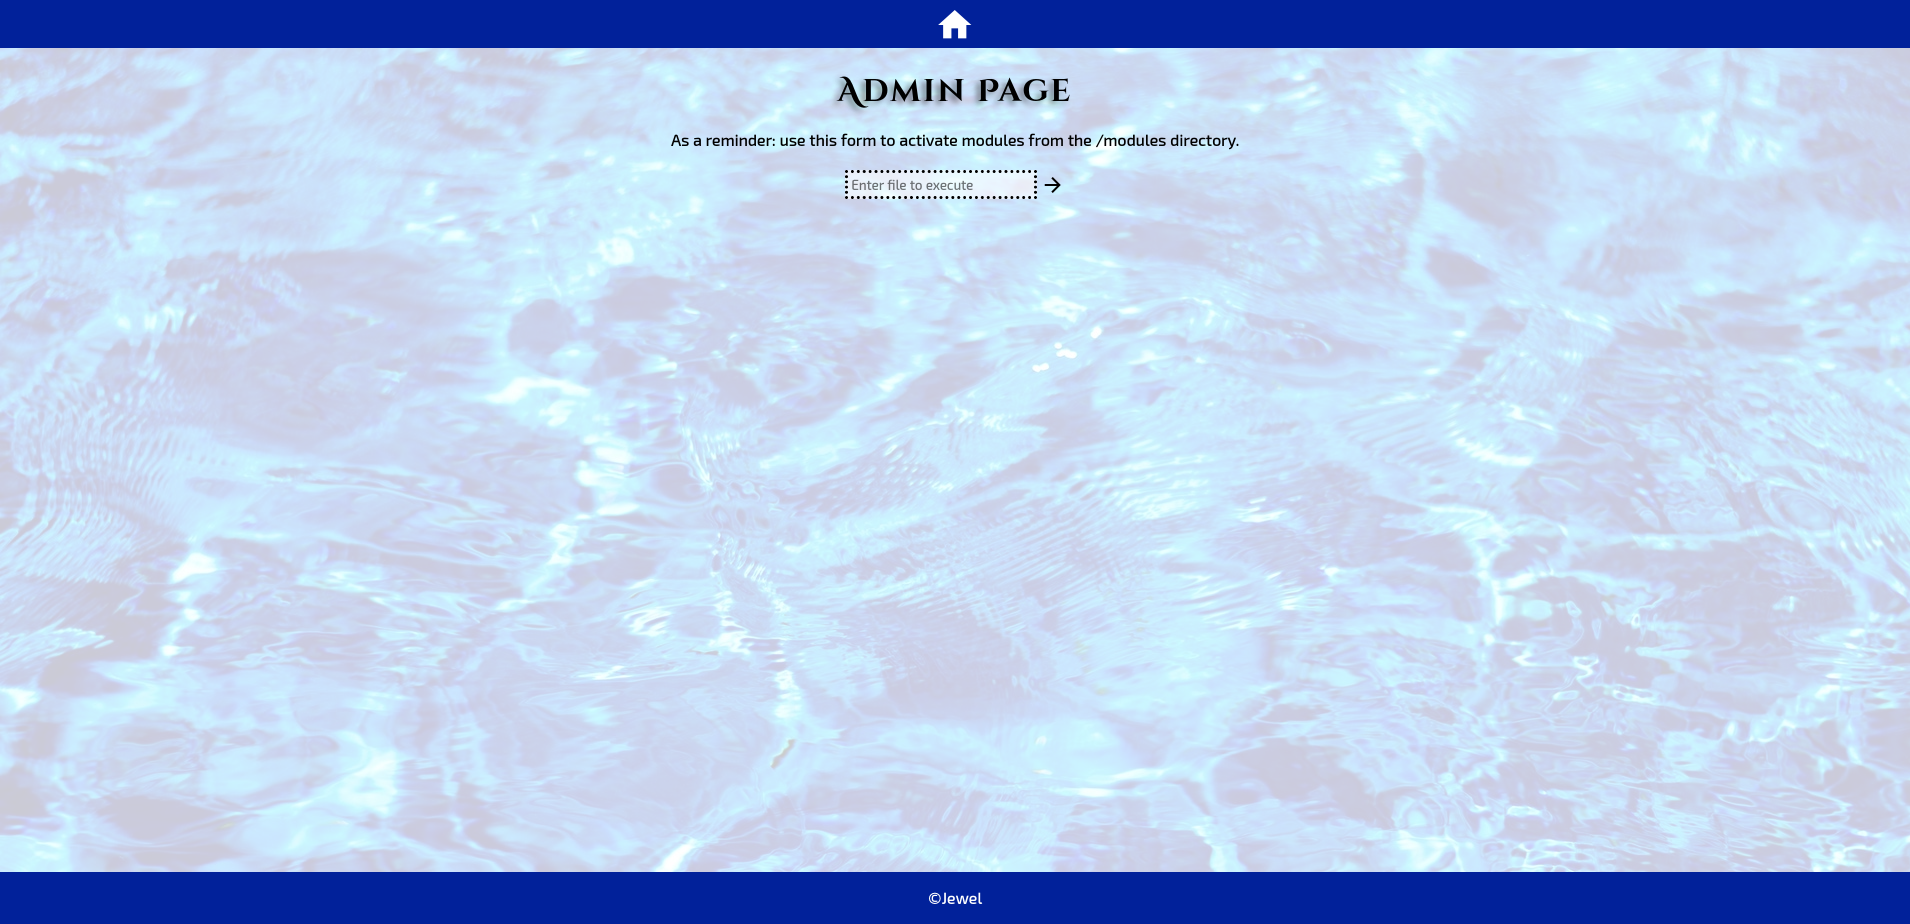 Admin Page
As a reminder: use this form to activate modules from the /modules directory.
Enter file to execute
©Jewel